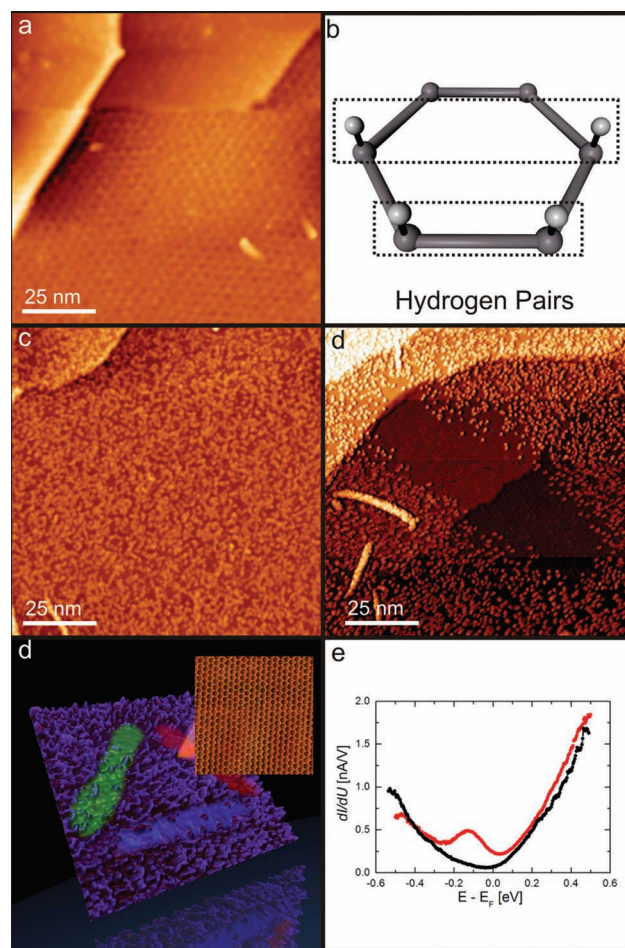 a
25 nm
b
Hydrogen Pairs
c
25 nm
d
25 nm
d
e
2.0
1.5
1.0
0.5
0.0
dI/dU [nA/V]
-0.6 -0.4 -0.2 0.0 0.2 0.4 0.6
E - E_F [eV]